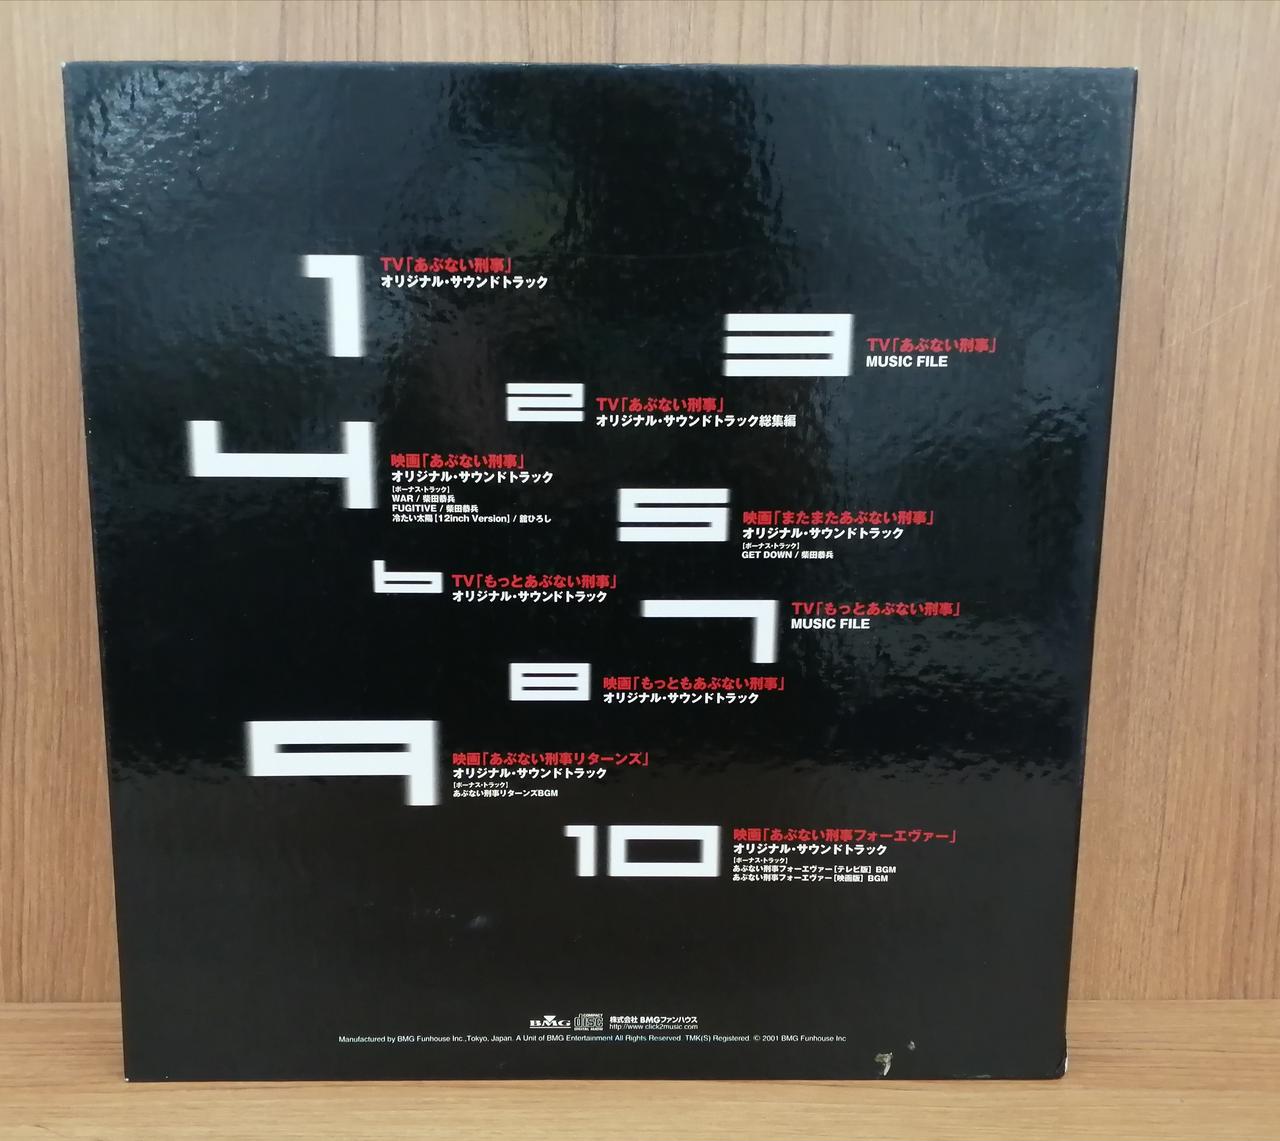 1
TV「あぶない刑事」
オリジナル・サウンドトラック
3
TV「あぶない刑事」
MUSIC FILE
2
TV「あぶない刑事」
オリジナル・サウンドトラック総集編
4
映画「あぶない刑事」
オリジナル・サウンドトラック
[ボーナス・トラック]
WAR / 柴田恭兵
FUGITIVE / 柴田恭兵
冷たい太陽[12inch Version] / 舘ひろし
5
映画「またまたあぶない刑事」
オリジナル・サウンドトラック
[ボーナス・トラック]
GET DOWN / 柴田恭兵
6
TV「もっとあぶない刑事」
オリジナル・サウンドトラック
7
TV「もっとあぶない刑事」
MUSIC FILE
8
映画「もっともあぶない刑事」
オリジナル・サウンドトラック
9
映画「あぶない刑事リターンズ」
オリジナル・サウンドトラック
[ボーナス・トラック]
あぶない刑事リターンズBGM
10
映画「あぶない刑事フォーエヴァー」
オリジナル・サウンドトラック
[ボーナス・トラック]
あぶない刑事フォーエヴァー[テレビ版] BGM
あぶない刑事フォーエヴァー[映画版] BGM
BMG COMPACT disc DIGITAL AUDIO 株式会社 BMGファンハウス
http://www click2music.com
Manufactured by BMG Funhouse Inc.,Tokyo, Japan. A Unit of BMG Entertainment All Rights Reserved. TMK(S) Registered. © 2001 BMG Funhouse Inc